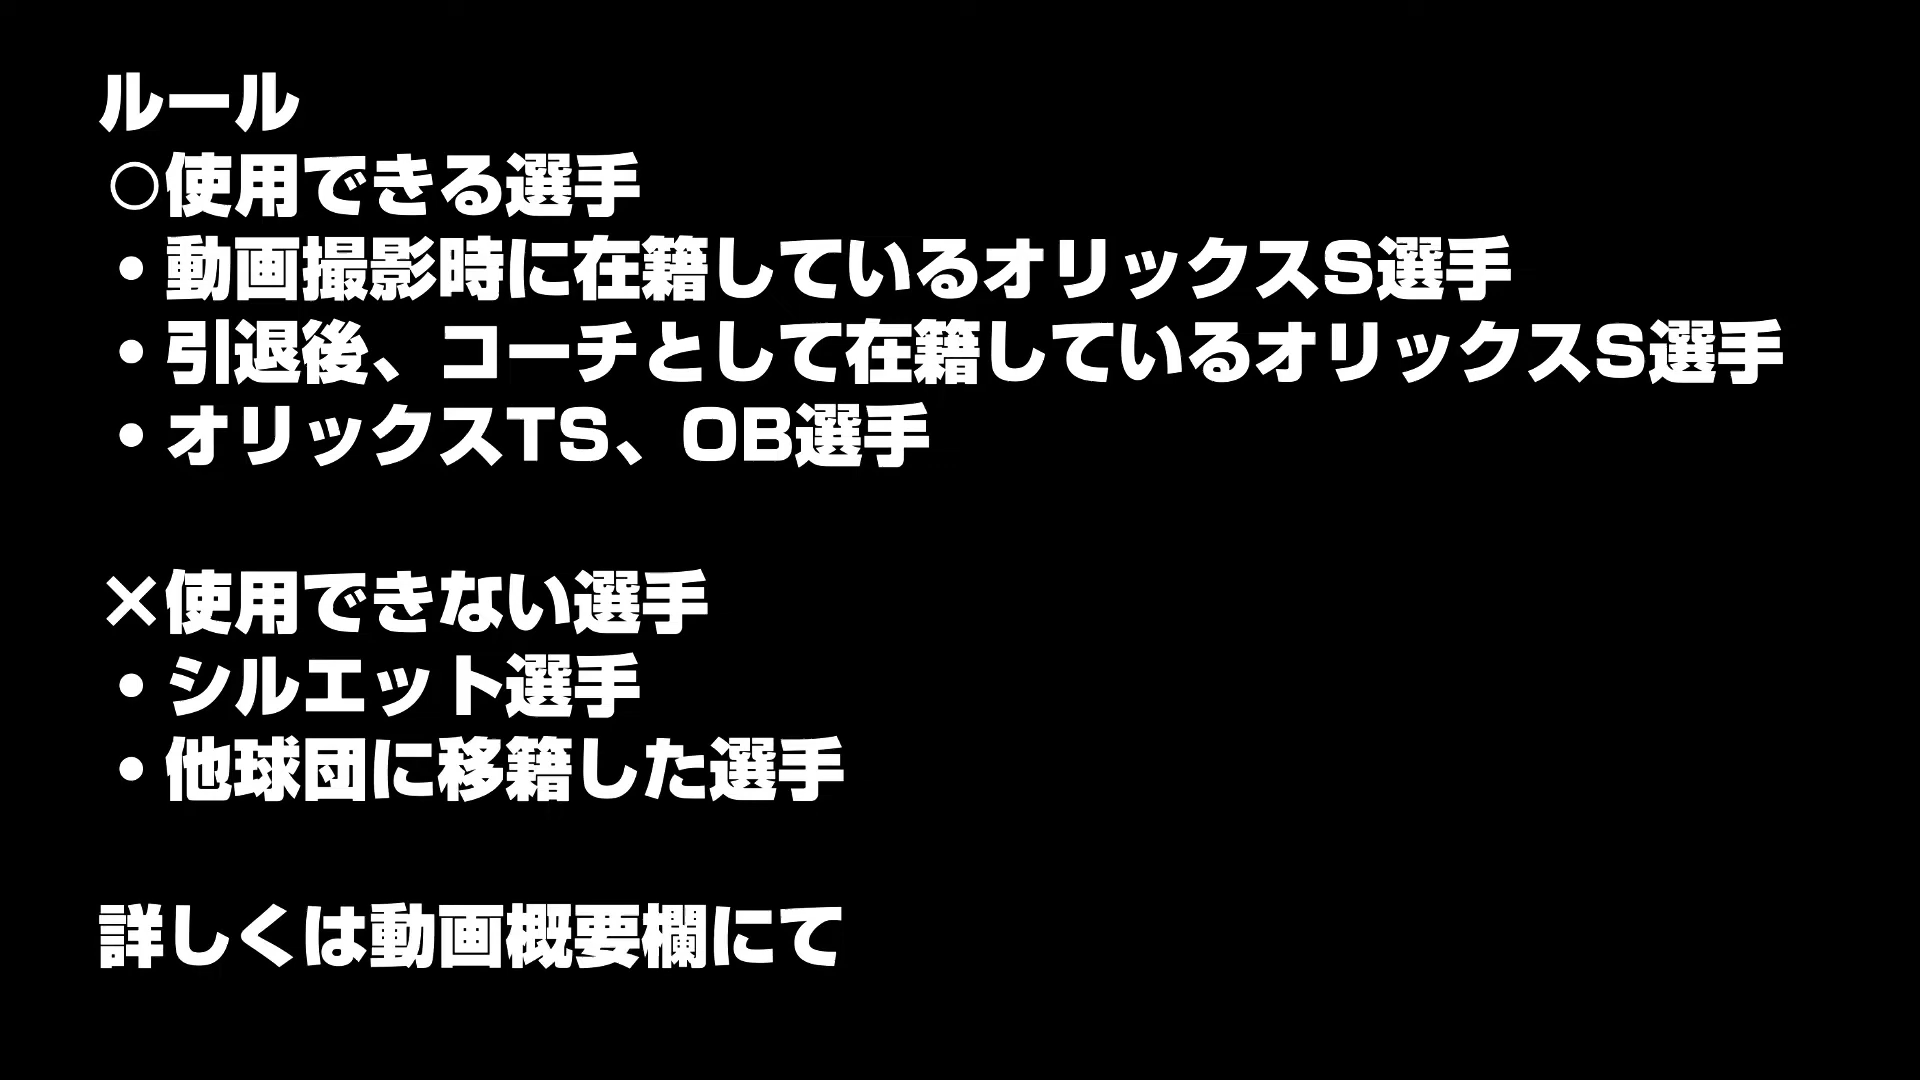 ルール
○使用できる選手
・動画撮影時に在籍しているオリックスS選手
・引退後、コーチとして在籍しているオリックスS選手
・オリックスTS、OB選手
×使用できない選手
・シルエット選手
・他球団に移籍した選手
詳しくは動画概要欄にて